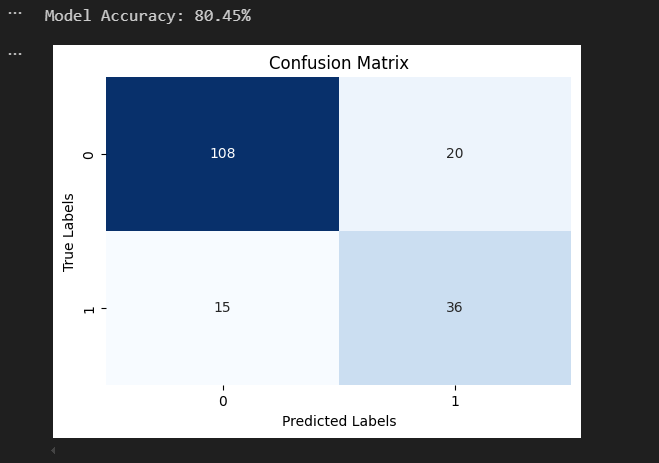 ... Model Accuracy: 80.45%
...
Confusion Matrix
0 108 20
True Labels
1 15 36
0 1
Predicted Labels